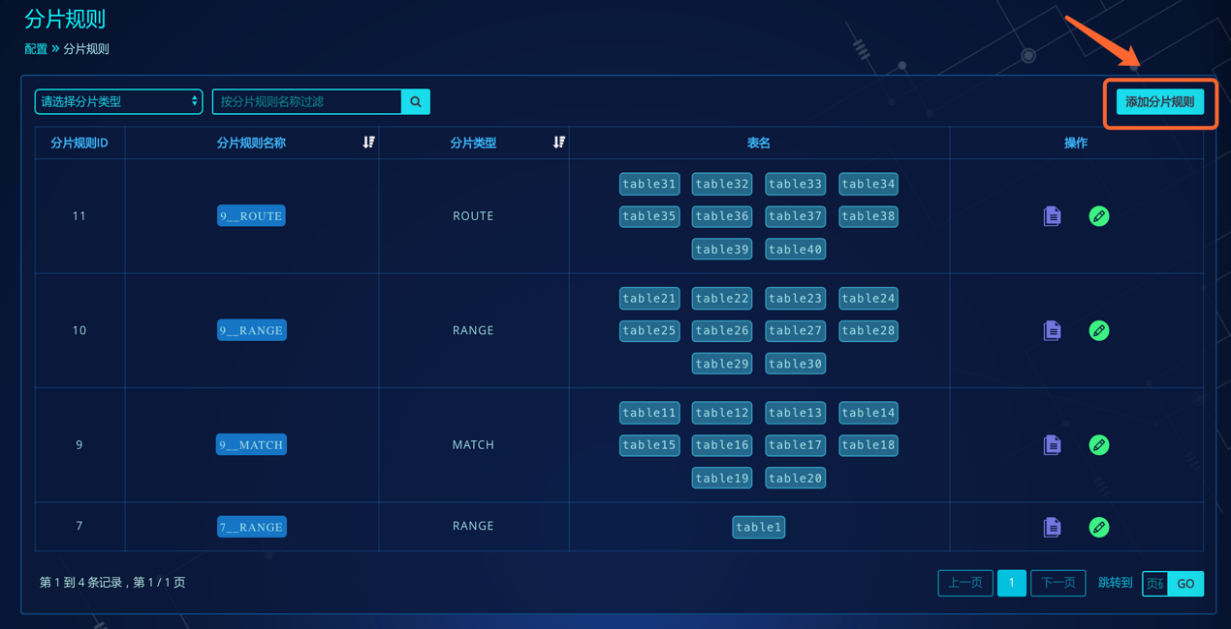 分片规则
配置 » 分片规则
请选择分片类型 按分片规则名称过滤 添加分片规则
分片规则ID 分片规则名称 分片类型 表名 操作
table31 table32 table33 table34
11 9__ROUTE ROUTE table35 table36 table37 table38
table39 table40
table21 table22 table23 table24
10 9__RANGE RANGE table25 table26 table27 table28
table29 table30
table11 table12 table13 table14
9 9__MATCH MATCH table15 table16 table17 table18
table19 table20
7 7__RANGE RANGE table1
第 1 到 4 条记录 , 第 1 / 1 页 上一页 1 下一页 跳转到 GO